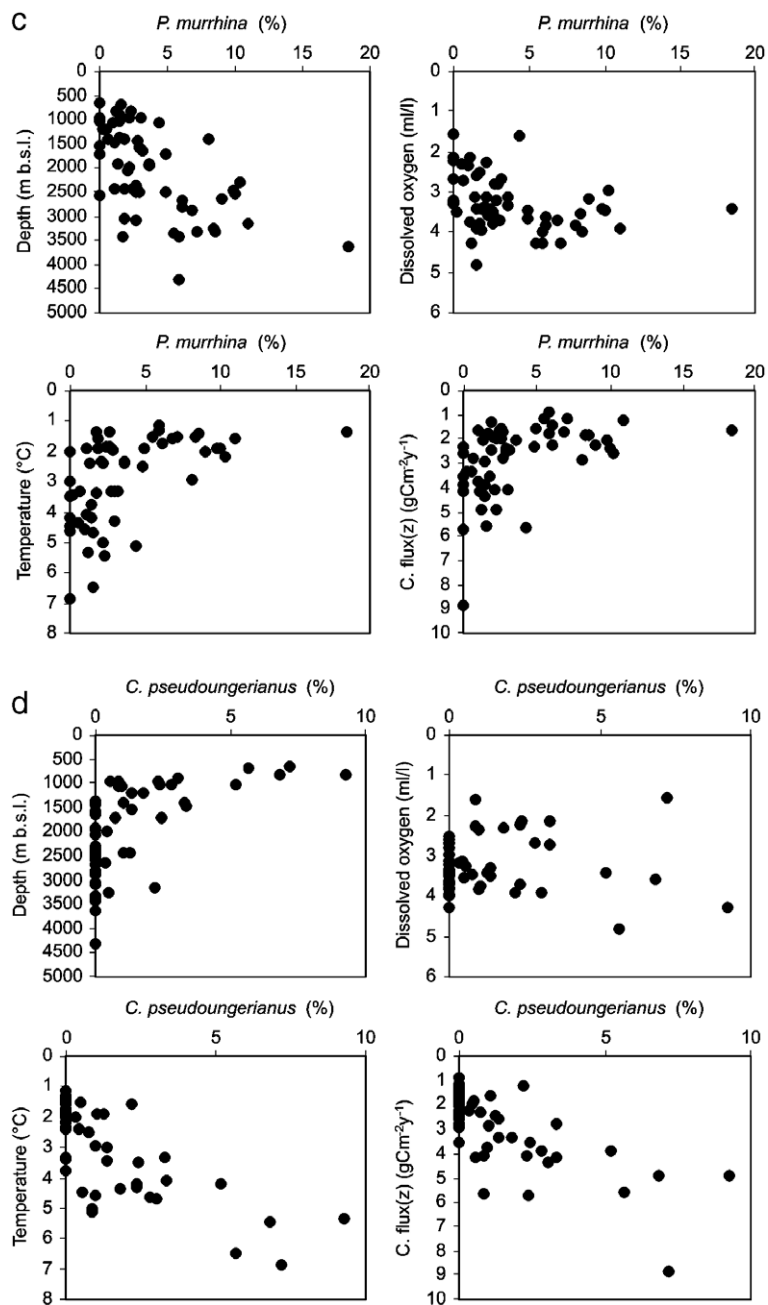 c
P. murrhina (%)
0 5 10 15 20
0
500
1000
1500
2000
2500
3000
3500
4000
4500
5000
Depth (m b.s.l.)
P. murrhina (%)
0 5 10 15 20
0
1
2
3
4
5
6
Dissolved oxygen (ml/l)
P. murrhina (%)
0 5 10 15 20
0
1
2
3
4
5
6
7
8
Temperature (°C)
P. murrhina (%)
0 5 10 15 20
0
1
2
3
4
5
6
7
8
9
10
C. flux(z) (gCm⁻²y⁻¹)
d
C. pseudoungerianus (%)
0 5 10
0
500
1000
1500
2000
2500
3000
3500
4000
4500
5000
Depth (m b.s.l.)
C. pseudoungerianus (%)
0 5 10
0
1
2
3
4
5
6
Dissolved oxygen (ml/l)
C. pseudoungerianus (%)
0 5 10
0
1
2
3
4
5
6
7
8
Temperature (°C)
C. pseudoungerianus (%)
0 5 10
0
1
2
3
4
5
6
7
8
9
10
C. flux(z) (gCm⁻²y⁻¹)